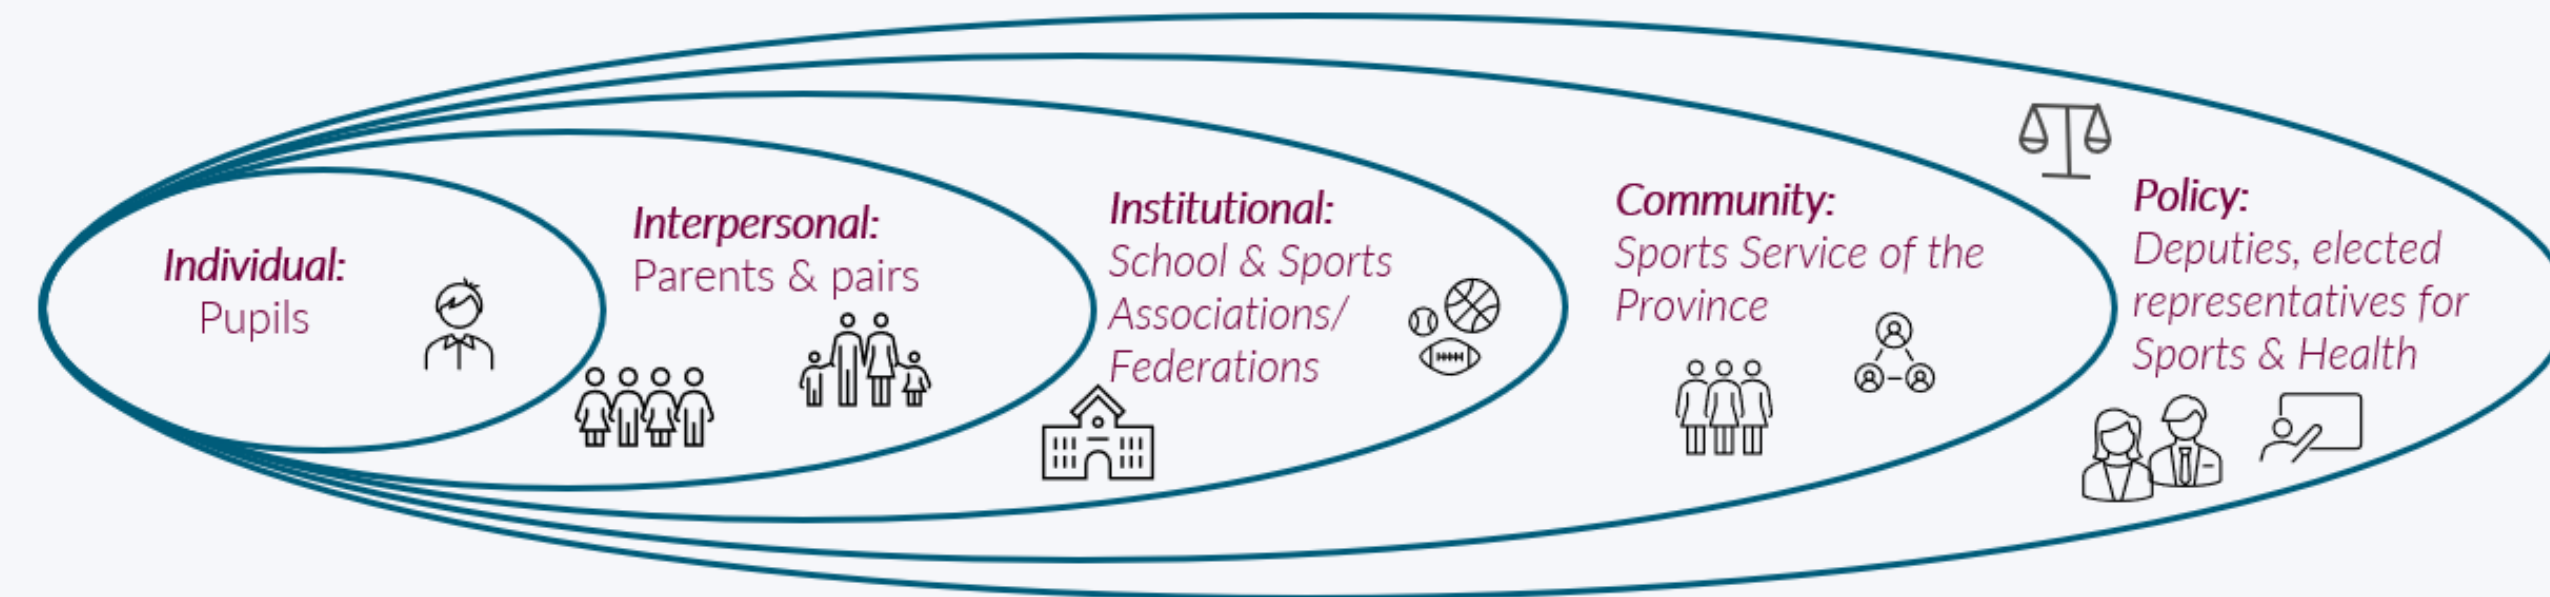 Individual:
Pupils
Interpersonal:
Parents & pairs
Institutional:
School & Sports
Associations/
Federations
Community:
Sports Service of the
Province
Policy:
Deputies, elected
representatives for
Sports & Health